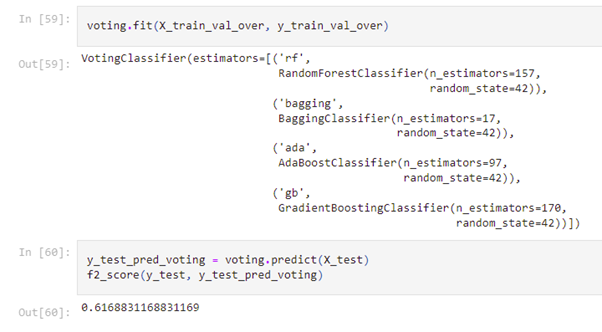 In [59]: voting.fit(X_train_val_over, y_train_val_over)
Out[59]: VotingClassifier(estimators=[('rf',
RandomForestClassifier(n_estimators=157,
random_state=42)),
('bagging',
BaggingClassifier(n_estimators=17,
random_state=42)),
('ada',
AdaBoostClassifier(n_estimators=97,
random_state=42)),
('gb',
GradientBoostingClassifier(n_estimators=170,
random_state=42))])
In [60]: y_test_pred_voting = voting.predict(X_test)
f2_score(y_test, y_test_pred_voting)
Out[60]: 0.6168831168831169